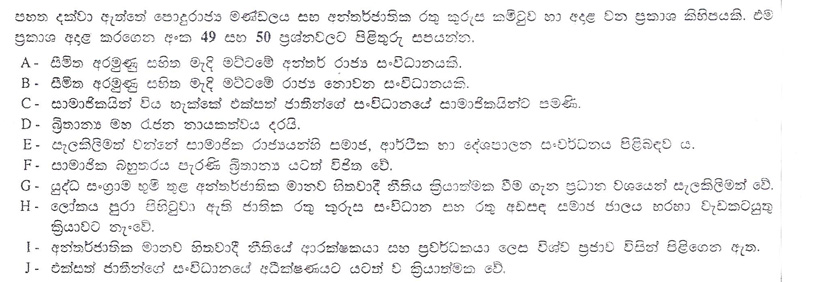 පහත දක්වා ඇත්තේ පොදුරාජ්‍ය මණ්ඩලය සහ අන්තර්ජාතික රතු කුරුස කමිටුව හා අදාළ වන ප්‍රකාශ කිහිපයකි. එම
ප්‍රකාශ අදාළ කරගෙන අංක 49 සහ 50 ප්‍රශ්නවලට පිළිතුරු සපයන්න.
A - සීමිත අරමුණු සහිත මැදි මට්ටමේ අන්තර් රාජ්‍ය සංවිධානයකි.
B - සීමිත අරමුණු සහිත මැදි මට්ටමේ රාජ්‍ය නොවන සංවිධානයකි.
C - සාමාජිකයින් විය හැක්කේ එක්සත් ජාතීන්ගේ සංවිධානයේ සාමාජිකයින්ට පමණි.
D - බ්‍රිතාන්‍ය මහ රැජින නායකත්වය දරයි.
E - සැලකිලිමත් වන්නේ සාමාජික රාජ්‍යයන්හි සමාජ, ආර්ථික හා දේශපාලන සංවර්ධනය පිළිබඳව ය.
F - සාමාජික බහුතරය පැරණි බ්‍රිතාන්‍ය යටත් විජිත වේ.
G - යුද්ධ සංග්‍රාම භූමි තුළ අන්තර්ජාතික මානව හිතවාදී නීතිය ක්‍රියාත්මක වීම ගැන ප්‍රධාන වශයෙන් සැලකිලිමත් වේ.
H - ලෝකය පුරා පිහිටුවා ඇති ජාතික රතු කුරුස සංවිධාන සහ රතු අඩසඳ සමාජ ජාලය හරහා වැඩකටයුතු
ක්‍රියාවට නැංවේ.
I - අන්තර්ජාතික මානව හිතවාදී නීතියේ ආරක්ෂකයා සහ ප්‍රවර්ධකයා ලෙස විශ්ව ප්‍රජාව විසින් පිළිගෙන ඇත.
J - එක්සත් ජාතීන්ගේ සංවිධානයේ අධීක්ෂණයට යටත් ව ක්‍රියාත්මක වේ.